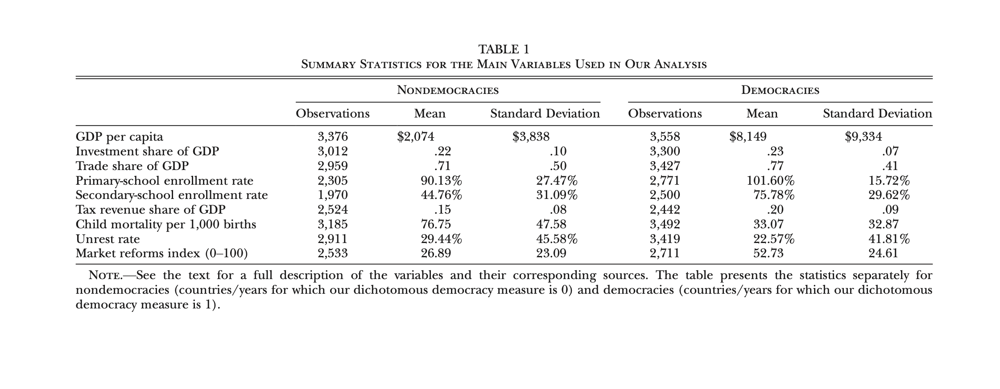 TABLE 1
Summary Statistics for the Main Variables Used in Our Analysis
Nondemocracies Democracies
Observations Mean Standard Deviation Observations Mean Standard Deviation
GDP per capita 3,376 $2,074 $3,838 3,558 $8,149 $9,334
Investment share of GDP 3,012 .22 .10 3,300 .23 .07
Trade share of GDP 2,959 .71 .50 3,427 .77 .41
Primary-school enrollment rate 2,305 90.13% 27.47% 2,771 101.60% 15.72%
Secondary-school enrollment rate 1,970 44.76% 31.09% 2,500 75.78% 29.62%
Tax revenue share of GDP 2,524 .15 .08 2,442 .20 .09
Child mortality per 1,000 births 3,185 76.75 47.58 3,492 33.07 32.87
Unrest rate 2,911 29.44% 45.58% 3,419 22.57% 41.81%
Market reforms index (0–100) 2,533 26.89 23.09 2,711 52.73 24.61
Note.—See the text for a full description of the variables and their corresponding sources. The table presents the statistics separately for
nondemocracies (countries/years for which our dichotomous democracy measure is 0) and democracies (countries/years for which our dichotomous
democracy measure is 1).